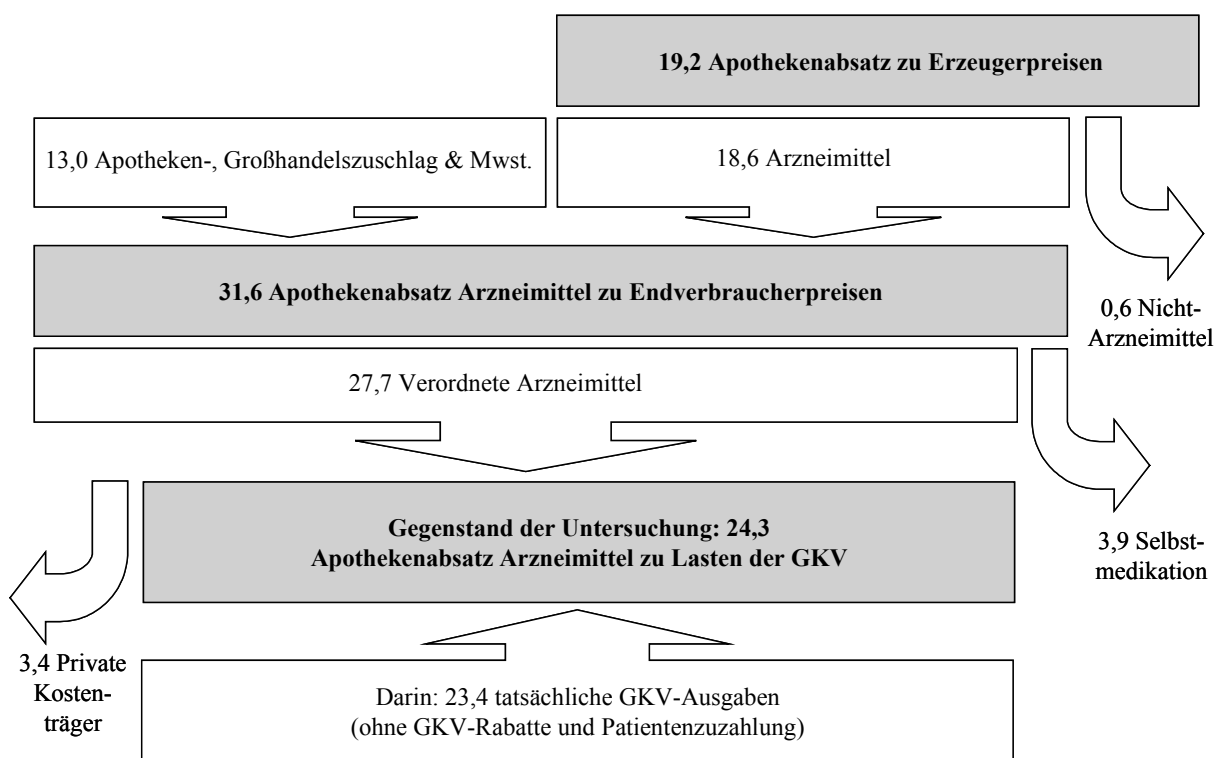 19,2 Apothekenabsatz zu Erzeugerpreisen
13,0 Apotheken-, Großhandelszuschlag & Mwst.
18,6 Arzneimittel
31,6 Apothekenabsatz Arzneimittel zu Endverbraucherpreisen
0,6 Nicht-
Arzneimittel
27,7 Verordnete Arzneimittel
Gegenstand der Untersuchung: 24,3
Apothekenabsatz Arzneimittel zu Lasten der GKV
3,9 Selbst-
medikation
3,4 Private
Kosten-
träger
Darin: 23,4 tatsächliche GKV-Ausgaben
(ohne GKV-Rabatte und Patientenzuzahlung)